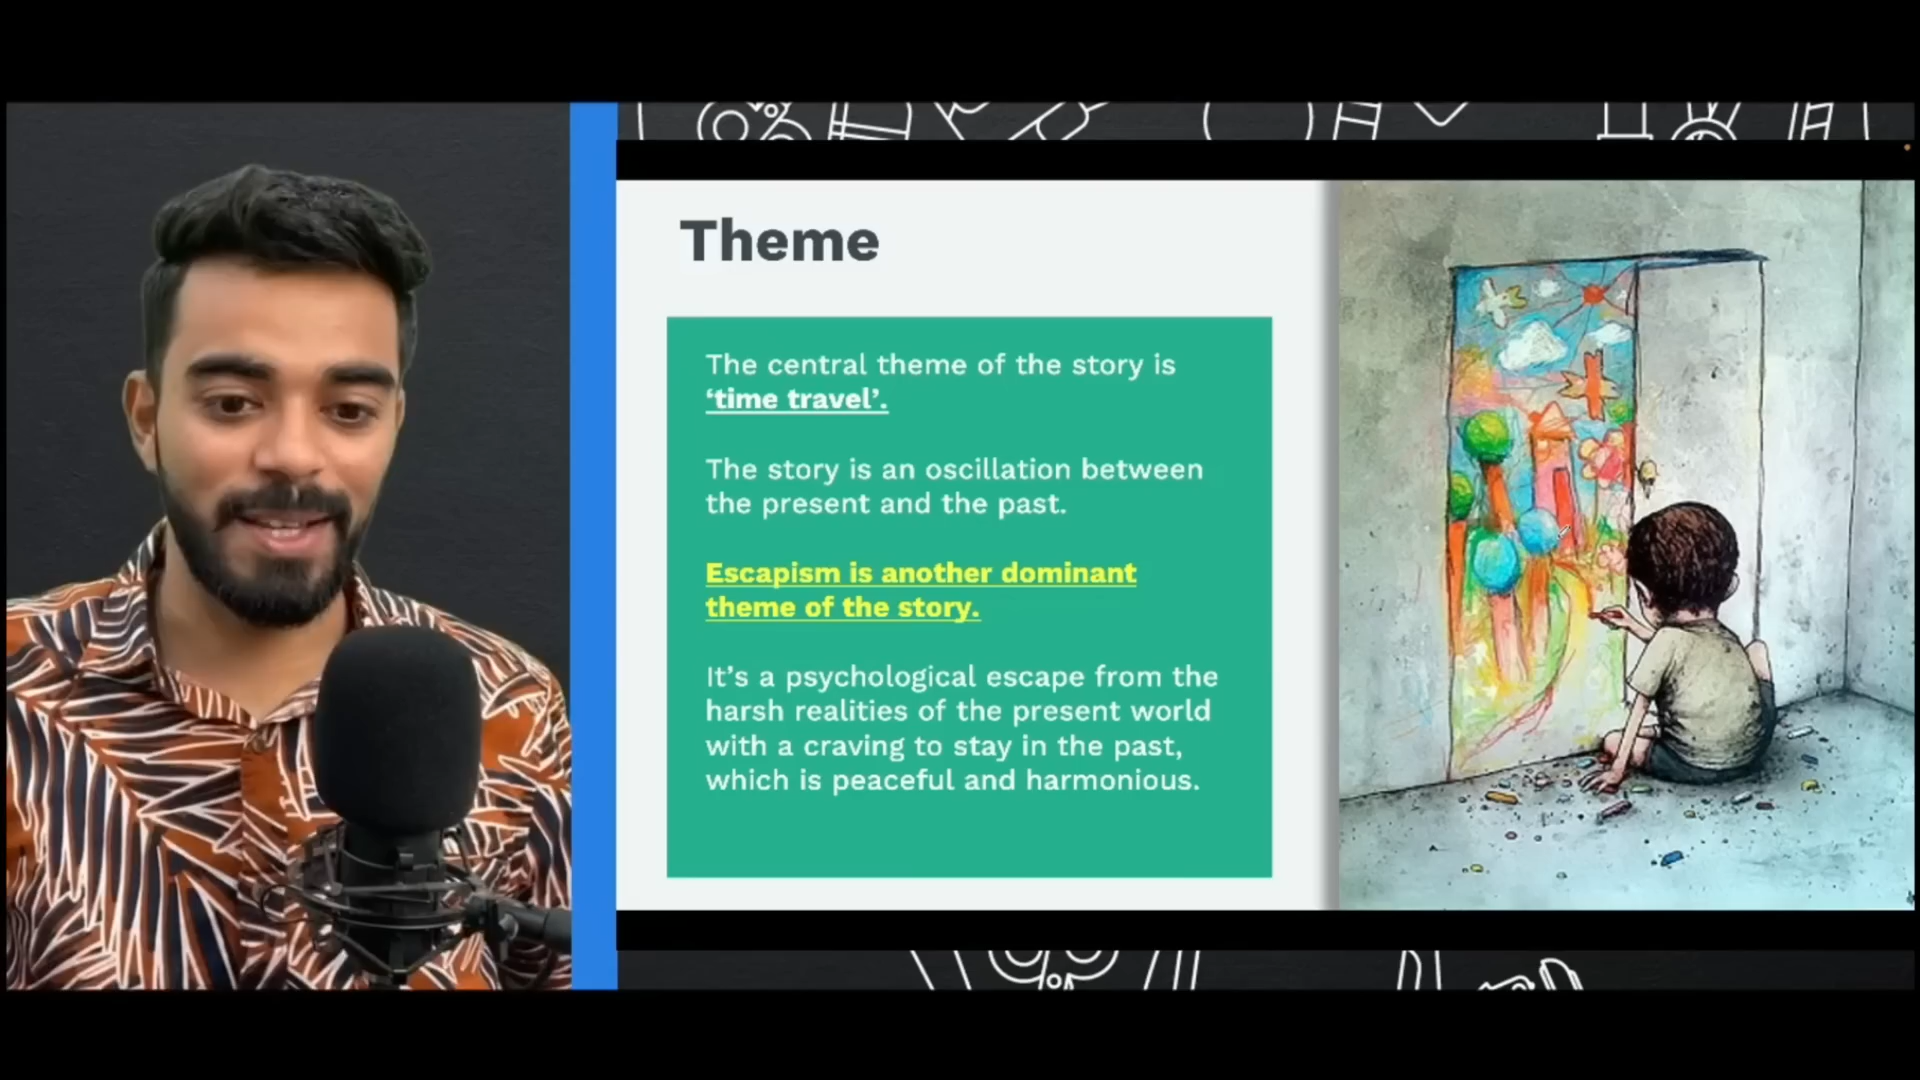 Theme
The central theme of the story is
‘time travel’.
The story is an oscillation between
the present and the past.
Escapism is another dominant
theme of the story.
It’s a psychological escape from the
harsh realities of the present world
with a craving to stay in the past,
which is peaceful and harmonious.